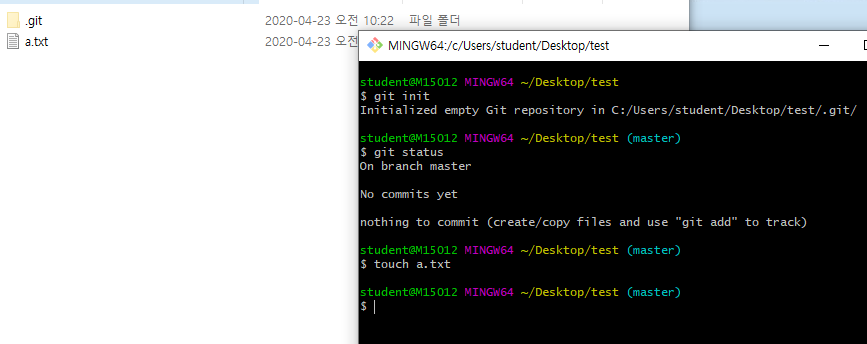 .git 2020-04-23 오전 10:22 파일 폴더
a.txt 2020-04-23 오전
MINGW64:/c/Users/student/Desktop/test
student@M15012 MINGW64 ~/Desktop/test
$ git init
Initialized empty Git repository in C:/Users/student/Desktop/test/.git/
student@M15012 MINGW64 ~/Desktop/test (master)
$ git status
On branch master
No commits yet
nothing to commit (create/copy files and use "git add" to track)
student@M15012 MINGW64 ~/Desktop/test (master)
$ touch a.txt
student@M15012 MINGW64 ~/Desktop/test (master)
$